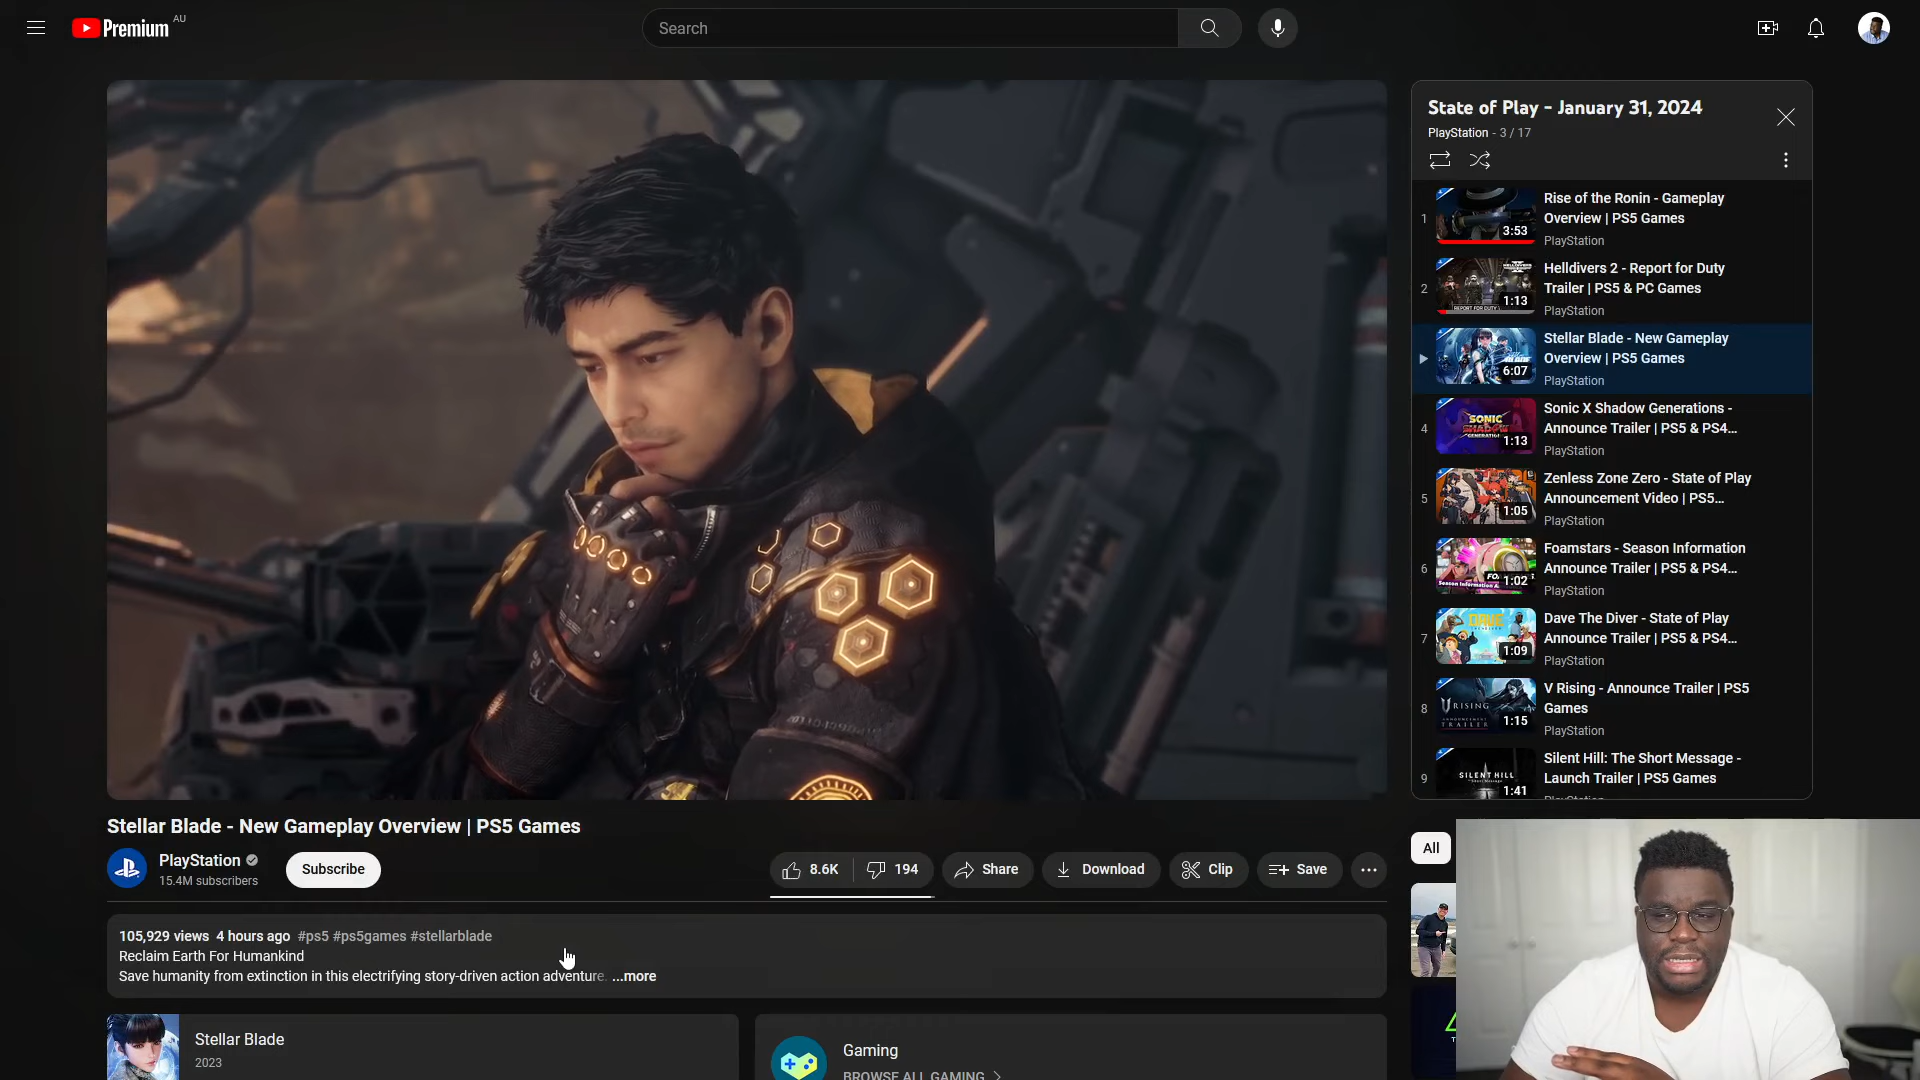 Premium
AU
Search
State of Play – January 31, 2024
PlayStation - 3 / 17
1
3:53
Rise of the Ronin - Gameplay
Overview | PS5 Games
PlayStation
2
REPORT FOR DUTY
1:13
Helldivers 2 - Report for Duty
Trailer | PS5 & PC Games
PlayStation
6:07
Stellar Blade - New Gameplay
Overview | PS5 Games
PlayStation
4
SONIC
1:13
Sonic X Shadow Generations -
Announce Trailer | PS5 & PS4...
PlayStation
5
1:05
Zenless Zone Zero - State of Play
Announcement Video | PS5...
PlayStation
6
1:02
Foamstars - Season Information
Announce Trailer | PS5 & PS4...
PlayStation
7
DAVE
1:09
Dave The Diver - State of Play
Announce Trailer | PS5 & PS4...
PlayStation
8
V RISING
1:15
V Rising - Announce Trailer | PS5
Games
PlayStation
9
SILENT HILL
1:41
Silent Hill: The Short Message -
Launch Trailer | PS5 Games
Stellar Blade - New Gameplay Overview | PS5 Games
PlayStation
15.4M subscribers
Subscribe
8.6K
194
Share
Download
Clip
Save
All
105,929 views 4 hours ago #ps5 #ps5games #stellarblade
Reclaim Earth For Humankind
Save humanity from extinction in this electrifying story-driven action adventure. ...more
Stellar Blade
2023
Gaming
BROWSE ALL GAMING